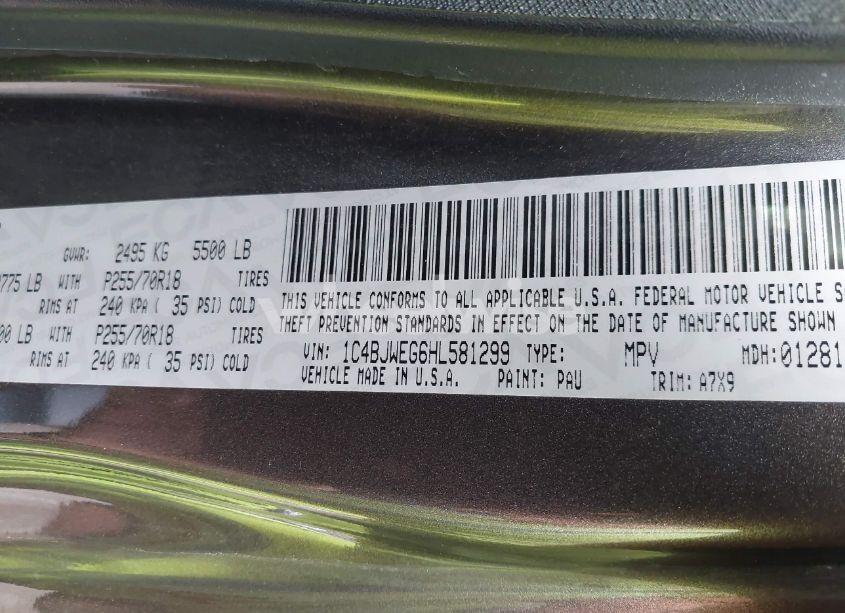 GVWR: 2495 KG 5500 LB
775 LB WITH P255/70R18 TIRES
RIMS AT 240 KPA ( 35 PSI) COLD
00 LB WITH P255/70R18 TIRES
RIMS AT 240 KPA ( 35 PSI) COLD
THIS VEHICLE CONFORMS TO ALL APPLICABLE U.S.A. FEDERAL MOTOR VEHICLE S
THEFT PREVENTION STANDARDS IN EFFECT ON THE DATE OF MANUFACTURE SHOWN
VIN: 1C4BJWEG6HL581299 TYPE: MPV MDH: 01281
VEHICLE MADE IN U.S.A. PAINT: PAU TRIM: A7X9